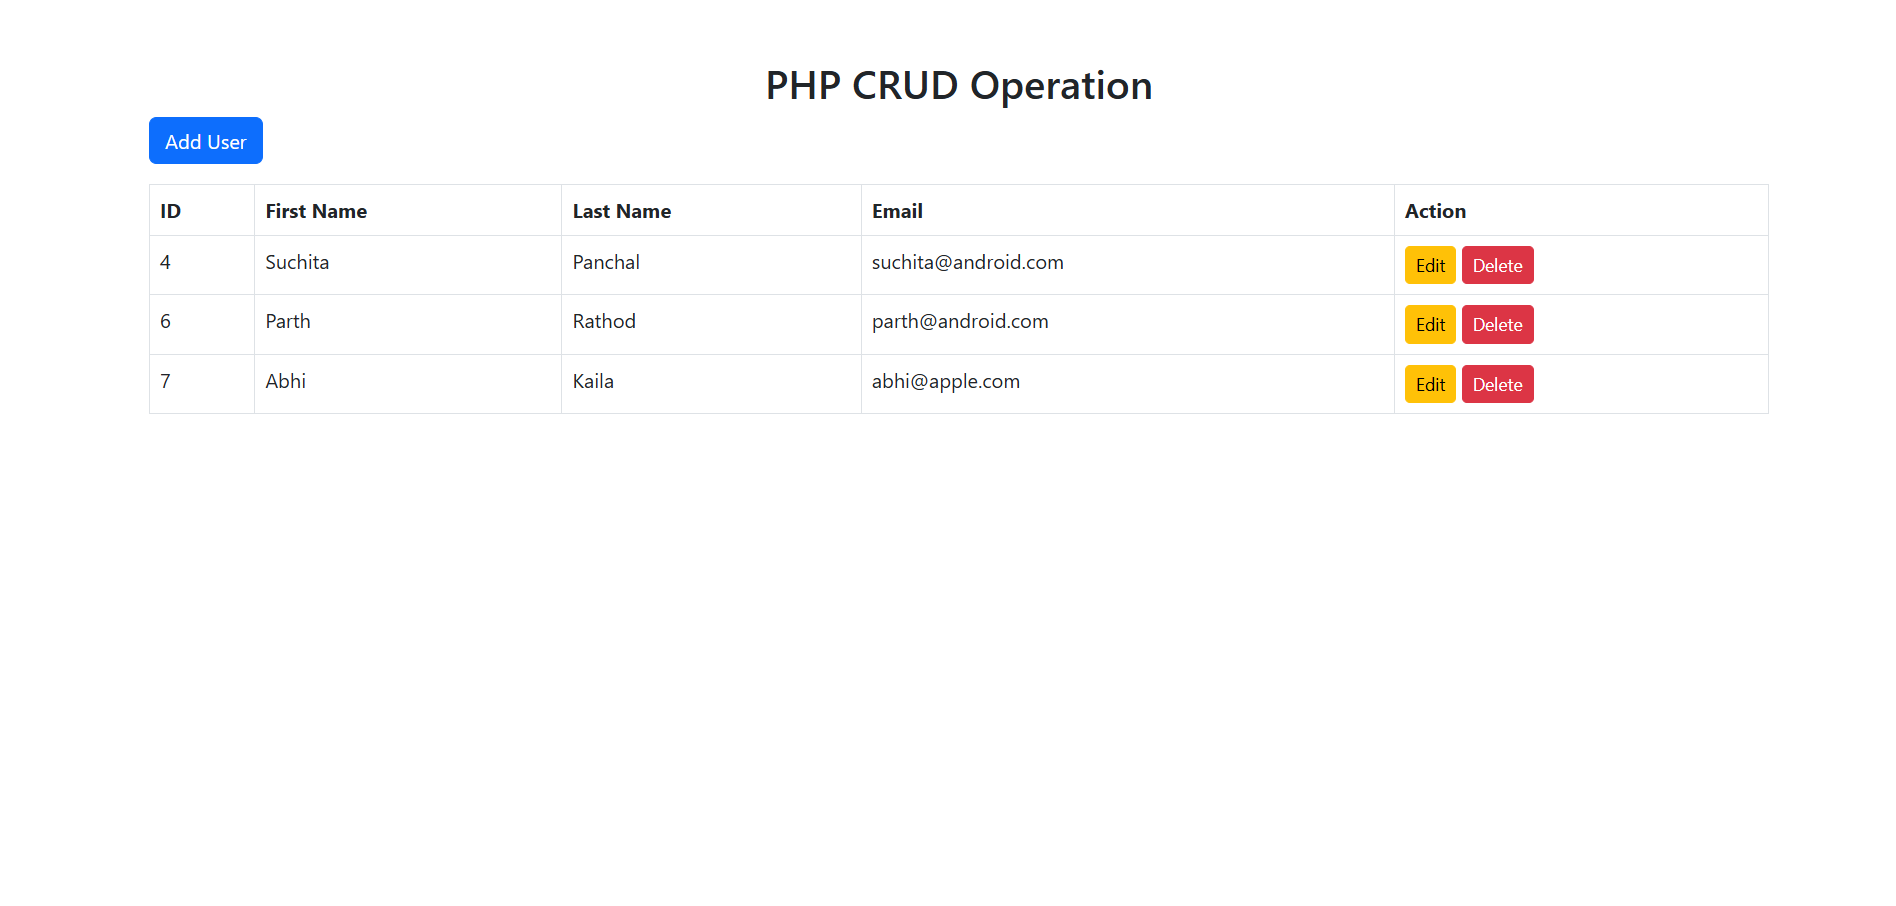 PHP CRUD Operation
Add User
ID First Name Last Name Email Action
4 Suchita Panchal suchita@android.com Edit Delete
6 Parth Rathod parth@android.com Edit Delete
7 Abhi Kaila abhi@apple.com Edit Delete